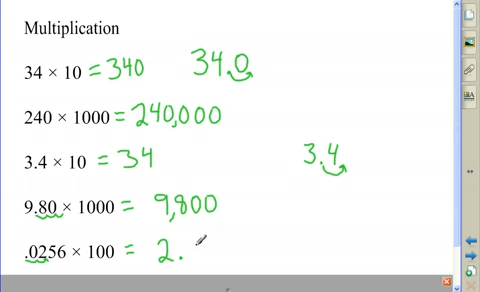 Multiplication
34 × 10 = 340 34.0
240 × 1000 = 240,000
3.4 × 10 = 34 3.4
9.80 × 1000 = 9,800
.0256 × 100 = 2.